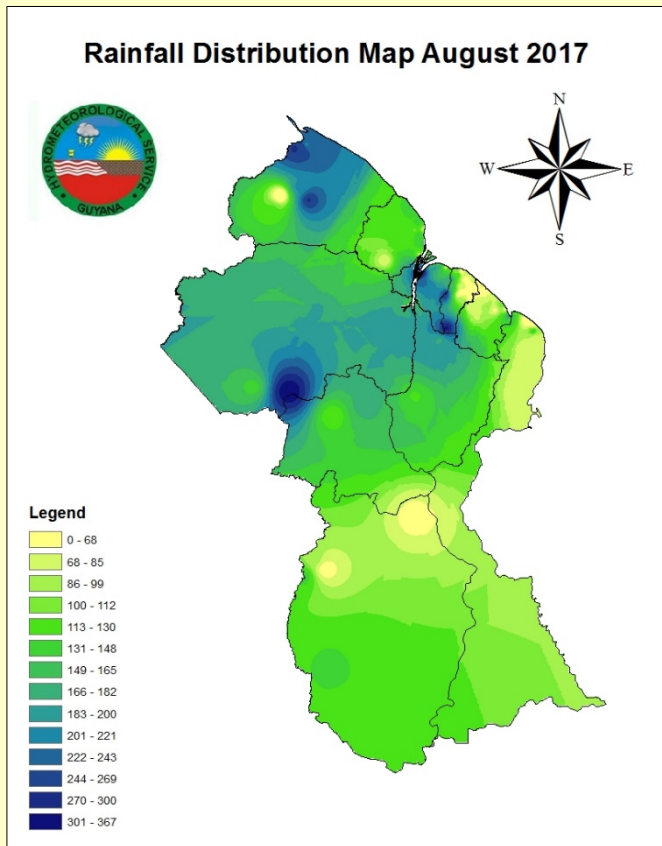 Rainfall Distribution Map August 2017
HYDROMETEOROLOGICAL SERVICE
GUYANA
N
W
E
S
Legend
0 - 68
68 - 85
86 - 99
100 - 112
113 - 130
131 - 148
149 - 165
166 - 182
183 - 200
201 - 221
222 - 243
244 - 269
270 - 300
301 - 367